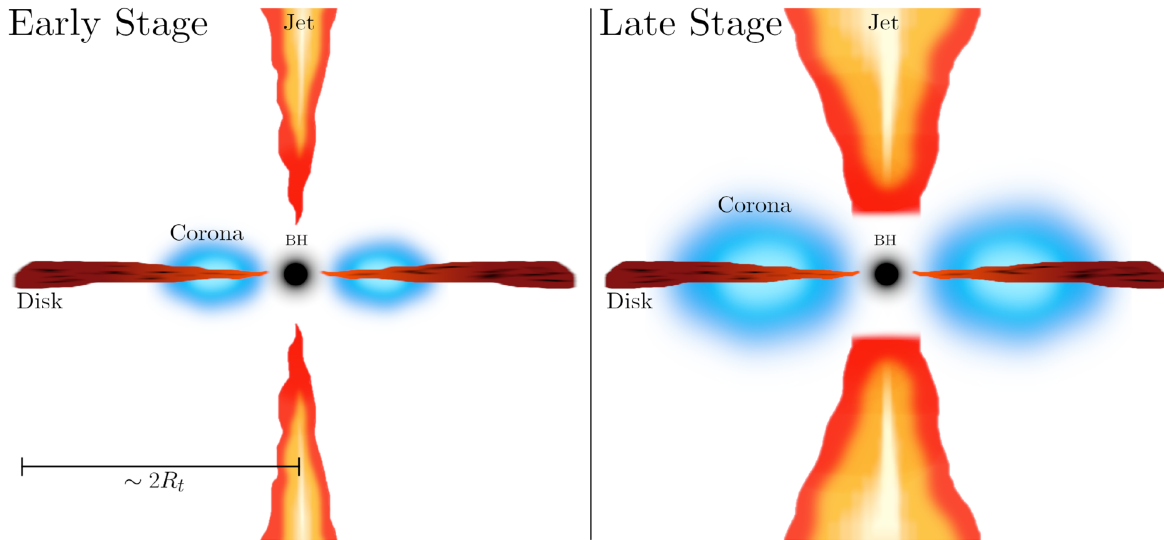 Early Stage
Jet
Corona
BH
Disk
∼ 2R_t
Late Stage
Jet
Corona
BH
Disk